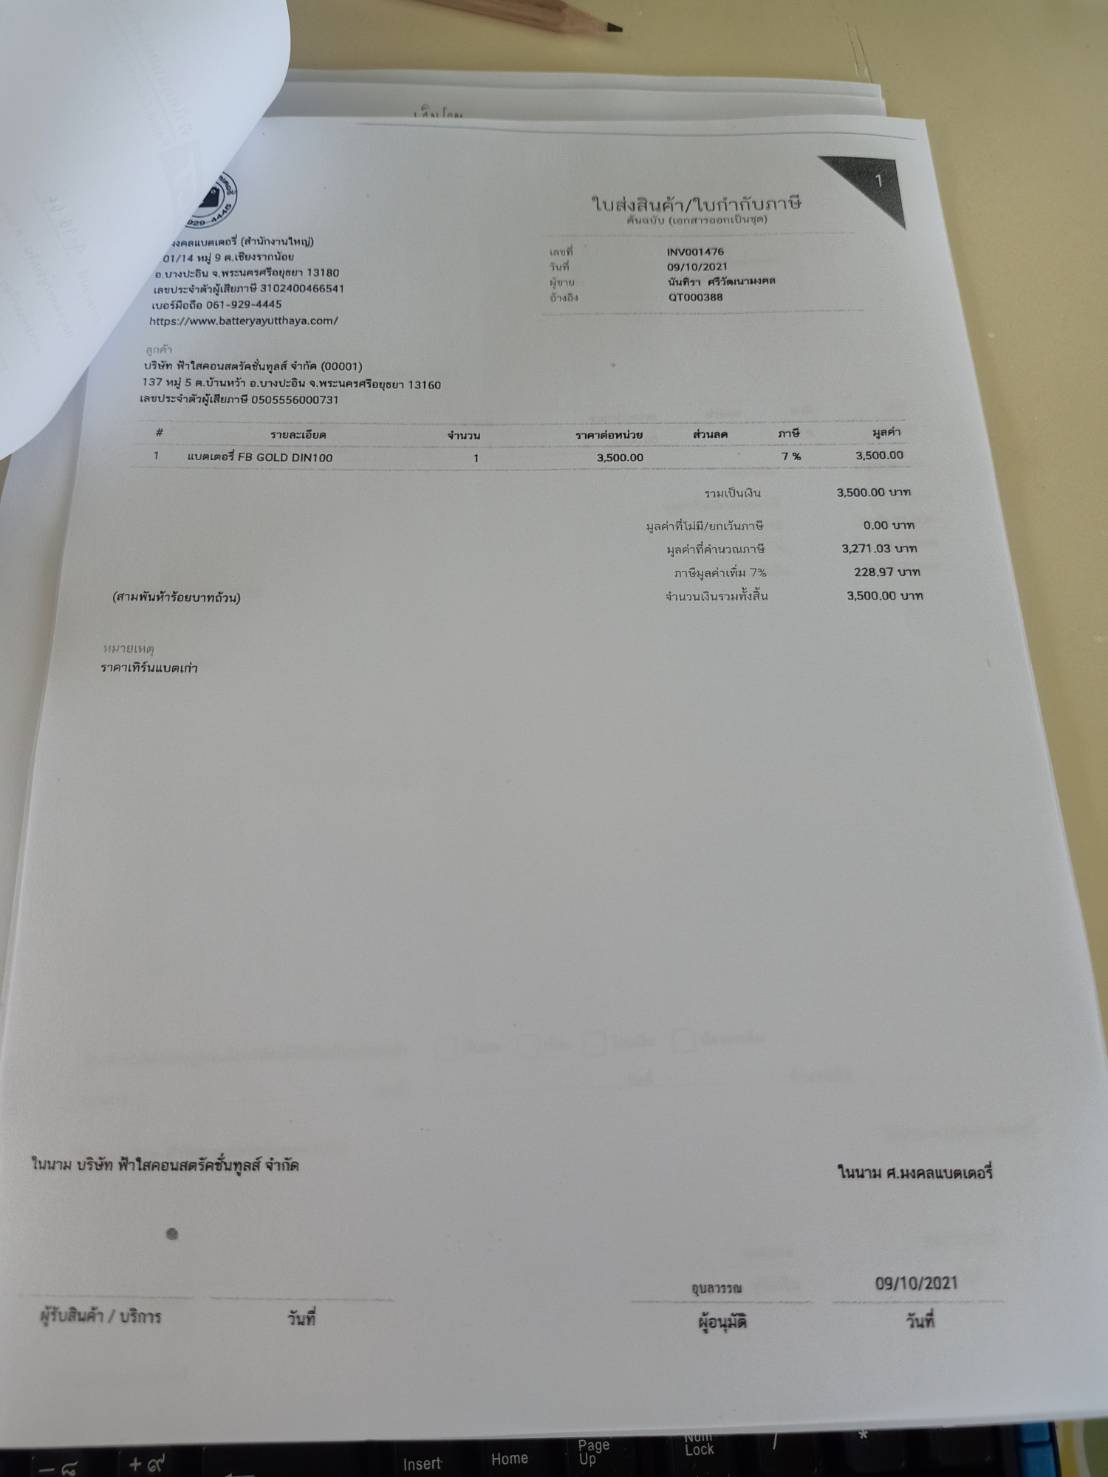 929-4445
มงคลแบตเตอรี่ (สำนักงานใหญ่)
01/14 หมู่ 9 ต.เชียงรากน้อย
อ.บางปะอิน จ.พระนครศรีอยุธยา 13180
เลขประจำตัวผู้เสียภาษี 3102400466541
เบอร์มือถือ 061-929-4445
https://www.batteryayutthaya.com/
1
ใบส่งสินค้า/ใบกำกับภาษี
ต้นฉบับ (เอกสารออกเป็นชุด)
เลขที่ INV001476
วันที่ 09/10/2021
ผู้ขาย นันทิรา ศรีวัฒนามงคล
อ้างอิง QT000388
ลูกค้า
บริษัท ฟ้าใสคอนสตรัคชั่นทูลส์ จำกัด (00001)
137 หมู่ 5 ต.บ้านหว้า อ.บางปะอิน จ.พระนครศรีอยุธยา 13160
เลขประจำตัวผู้เสียภาษี 0505556000731
# รายละเอียด จำนวน ราคาต่อหน่วย ส่วนลด ภาษี มูลค่า
1 แบตเตอรี่ FB GOLD DIN100 1 3,500.00 7 % 3,500.00
รวมเป็นเงิน 3,500.00 บาท
มูลค่าที่ไม่มี/ยกเว้นภาษี 0.00 บาท
มูลค่าที่คำนวณภาษี 3,271.03 บาท
ภาษีมูลค่าเพิ่ม 7% 228.97 บาท
(สามพันห้าร้อยบาทถ้วน) จำนวนเงินรวมทั้งสิ้น 3,500.00 บาท
หมายเหตุ
ราคาเทิร์นแบตเก่า
ในนาม บริษัท ฟ้าใสคอนสตรัคชั่นทูลส์ จำกัด ในนาม ศ.มงคลแบตเตอรี่
อุบลวรรณ 09/10/2021
ผู้รับสินค้า / บริการ วันที่ ผู้อนุมัติ วันที่
Insert Home Page Up Num Lock / *